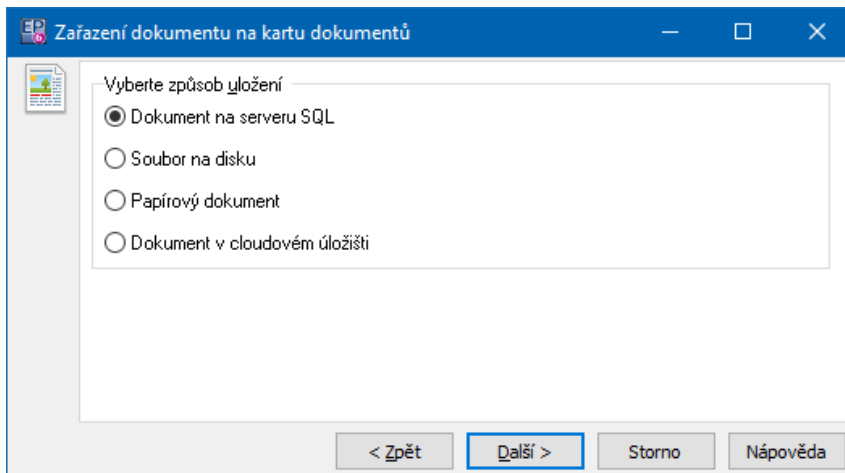 Zařazení dokumentu na kartu dokumentů
Vyberte způsob uložení
Dokument na serveru SQL
Soubor na disku
Papírový dokument
Dokument v cloudovém úložišti
< Zpět Další > Storno Nápověda